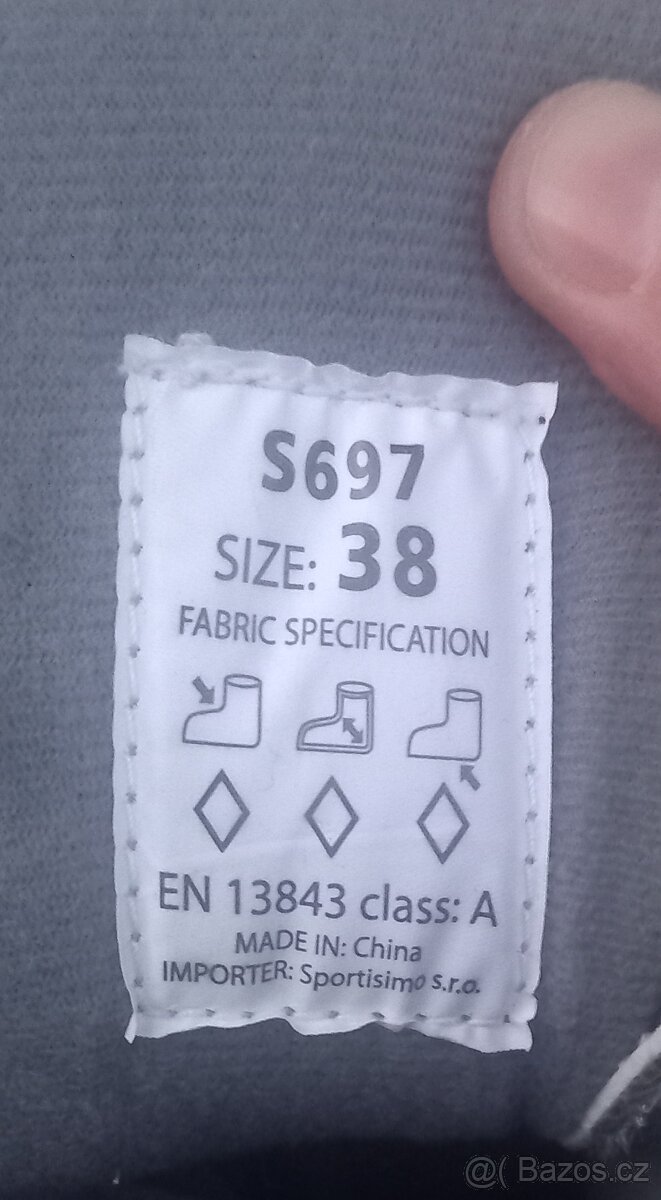 S697
SIZE: 38
FABRIC SPECIFICATION
EN 13843 class: A
MADE IN: China
IMPORTER: Sportisimo s.r.o.
@( Bazos.cz